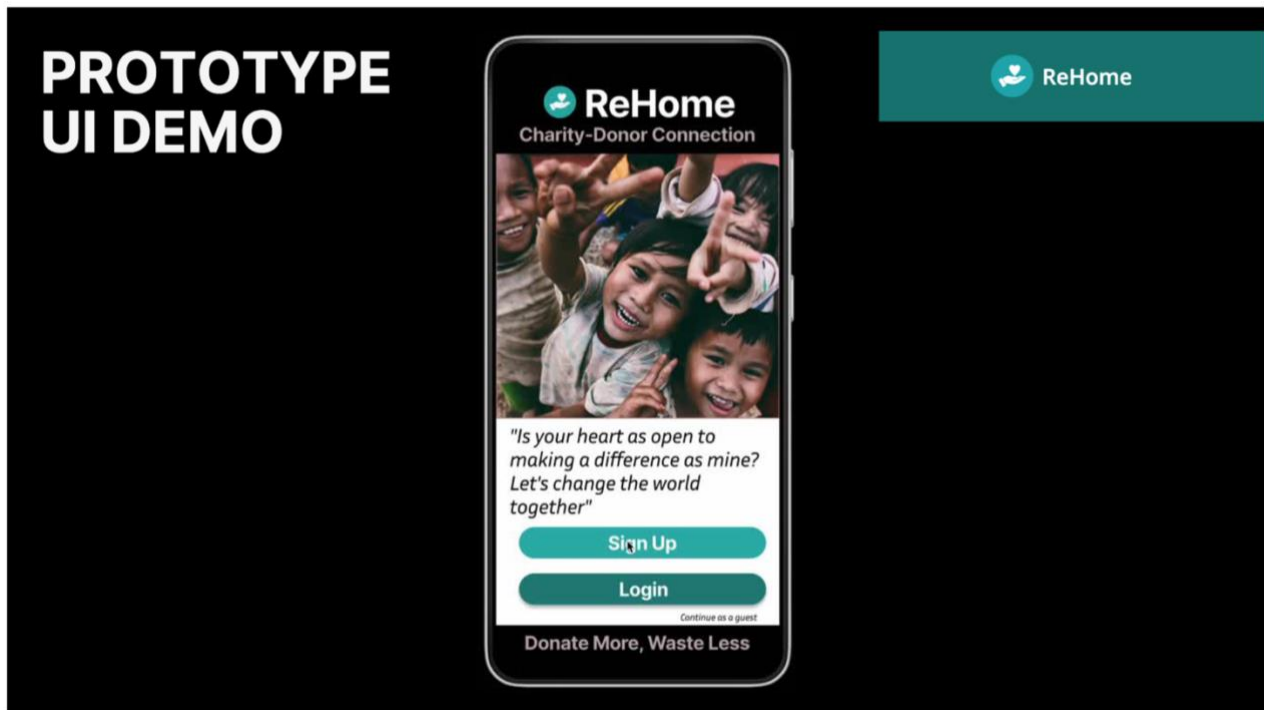 PROTOTYPE
UI DEMO
ReHome
Charity-Donor Connection
"Is your heart as open to
making a difference as mine?
Let's change the world
together"
Sign Up
Login
Continue as a guest
Donate More, Waste Less
ReHome